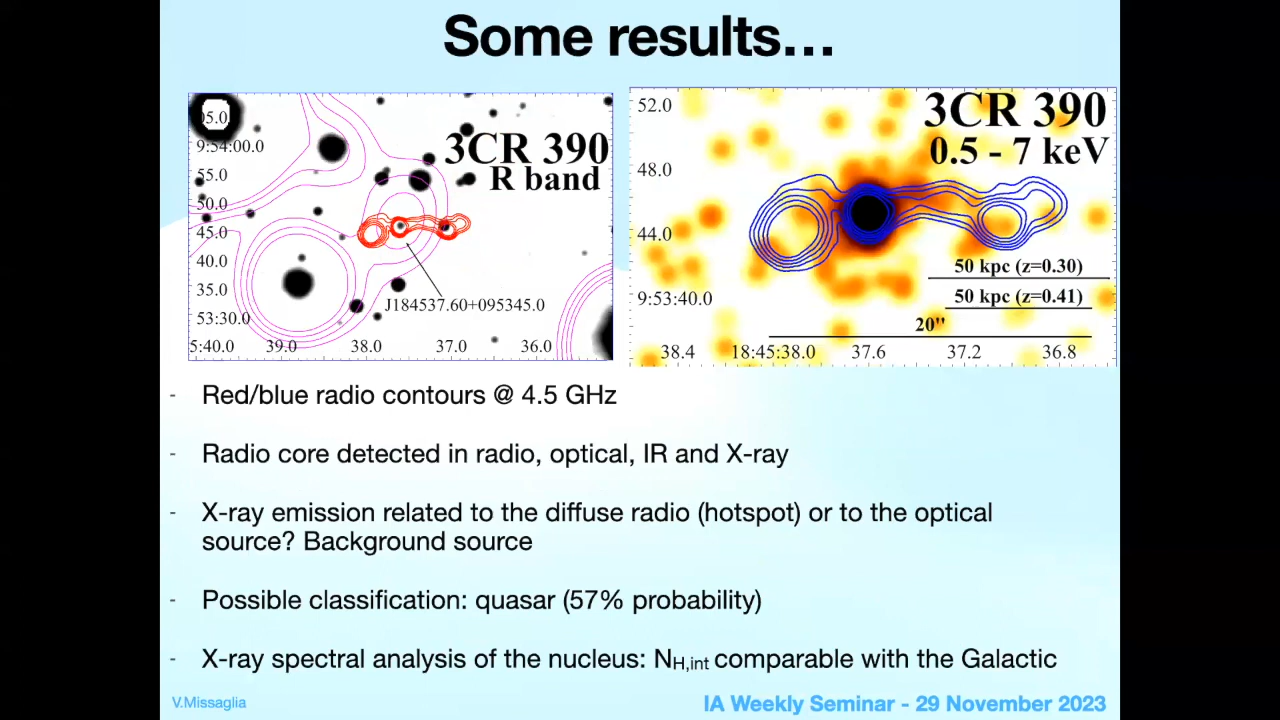 Some results…
05.0
9:54:00.0
55.0
50.0
45.0
40.0
35.0
53:30.0
5:40.0 39.0 38.0 37.0 36.0
3CR 390
R band
J184537.60+095345.0
52.0
48.0
44.0
9:53:40.0
38.4 18:45:38.0 37.6 37.2 36.8
3CR 390
0.5 - 7 keV
50 kpc (z=0.30)
50 kpc (z=0.41)
20"
- Red/blue radio contours @ 4.5 GHz
- Radio core detected in radio, optical, IR and X-ray
- X-ray emission related to the diffuse radio (hotspot) or to the optical
source? Background source
- Possible classification: quasar (57% probability)
- X-ray spectral analysis of the nucleus: NH,int comparable with the Galactic
V.Missaglia
IA Weekly Seminar - 29 November 2023